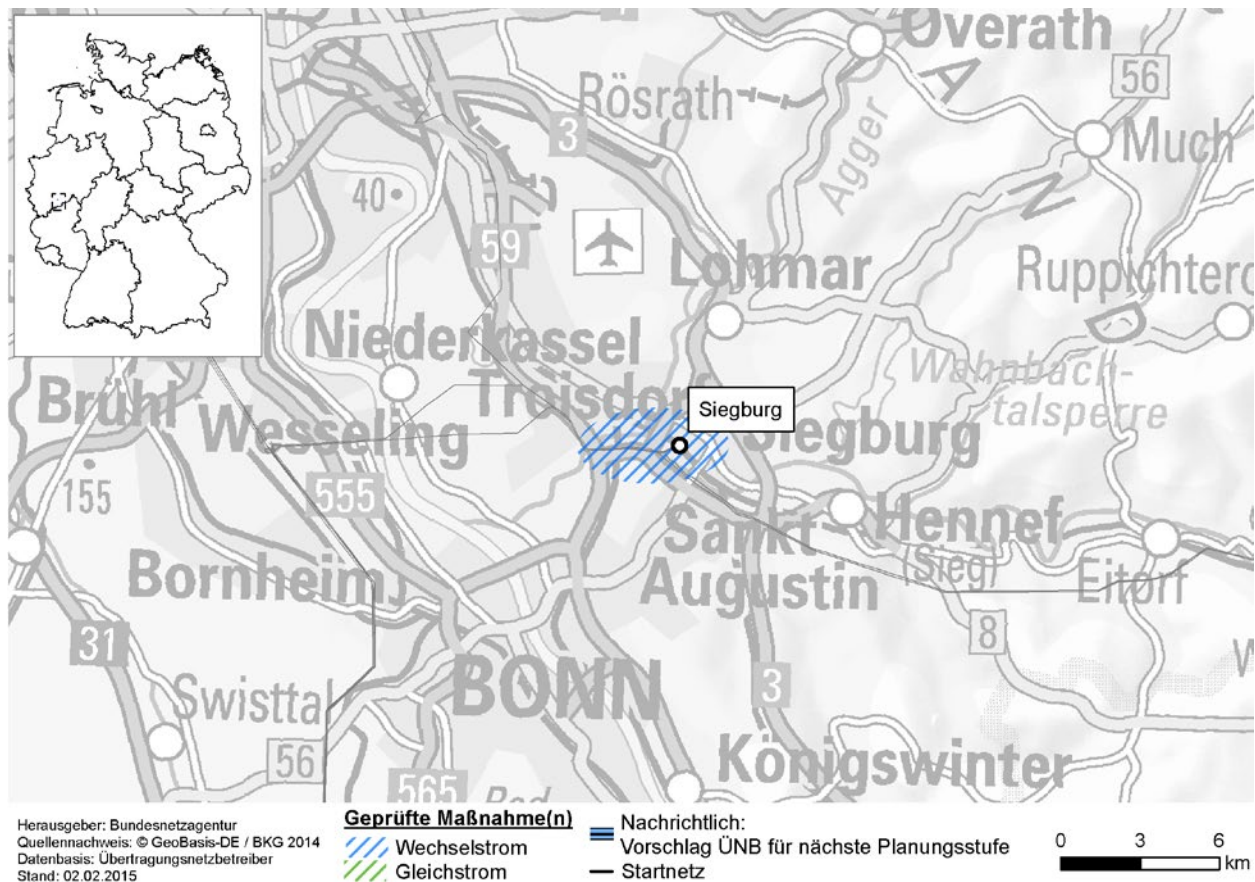 Overath
A
56
Rösrath
3
Much
Agger
40
N
59
Lohmar
Ruppichtero
D
Niederkassel
Troisdorf
Wahnbach-
talsperre
Siegburg
Brühl
Wesseling
Siegburg
155
555
Hennef
(Sieg)
Sankt
Augustin
Bornheim
Eitorf
31
8
BONN
3
Swisttal
56
Königswinter
565
Herausgeber: Bundesnetzagentur
Quellennachweis: © GeoBasis-DE / BKG 2014
Datenbasis: Übertragungsnetzbetreiber
Stand: 02.02.2015
Geprüfte Maßnahme(n)
Wechselstrom
Gleichstrom
Nachrichtlich:
Vorschlag ÜNB für nächste Planungsstufe
Startnetz
0 3 6
km